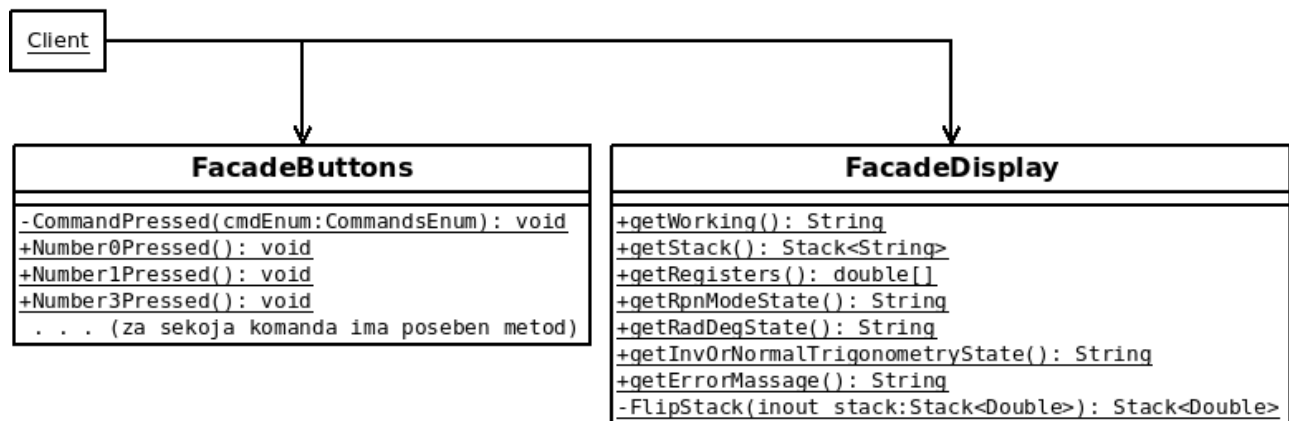 Client
FacadeButtons
-CommandPressed(cmdEnum:CommandsEnum): void
+Number0Pressed(): void
+Number1Pressed(): void
+Number3Pressed(): void
. . . (za sekoja komanda ima poseben metod)
FacadeDisplay
+getWorking(): String
+getStack(): Stack<String>
+getRegisters(): double[]
+getRpnModeState(): String
+getRadDegState(): String
+getInvOrNormalTrigonometryState(): String
+getErrorMassage(): String
-FlipStack(inout stack:Stack<Double>): Stack<Double>